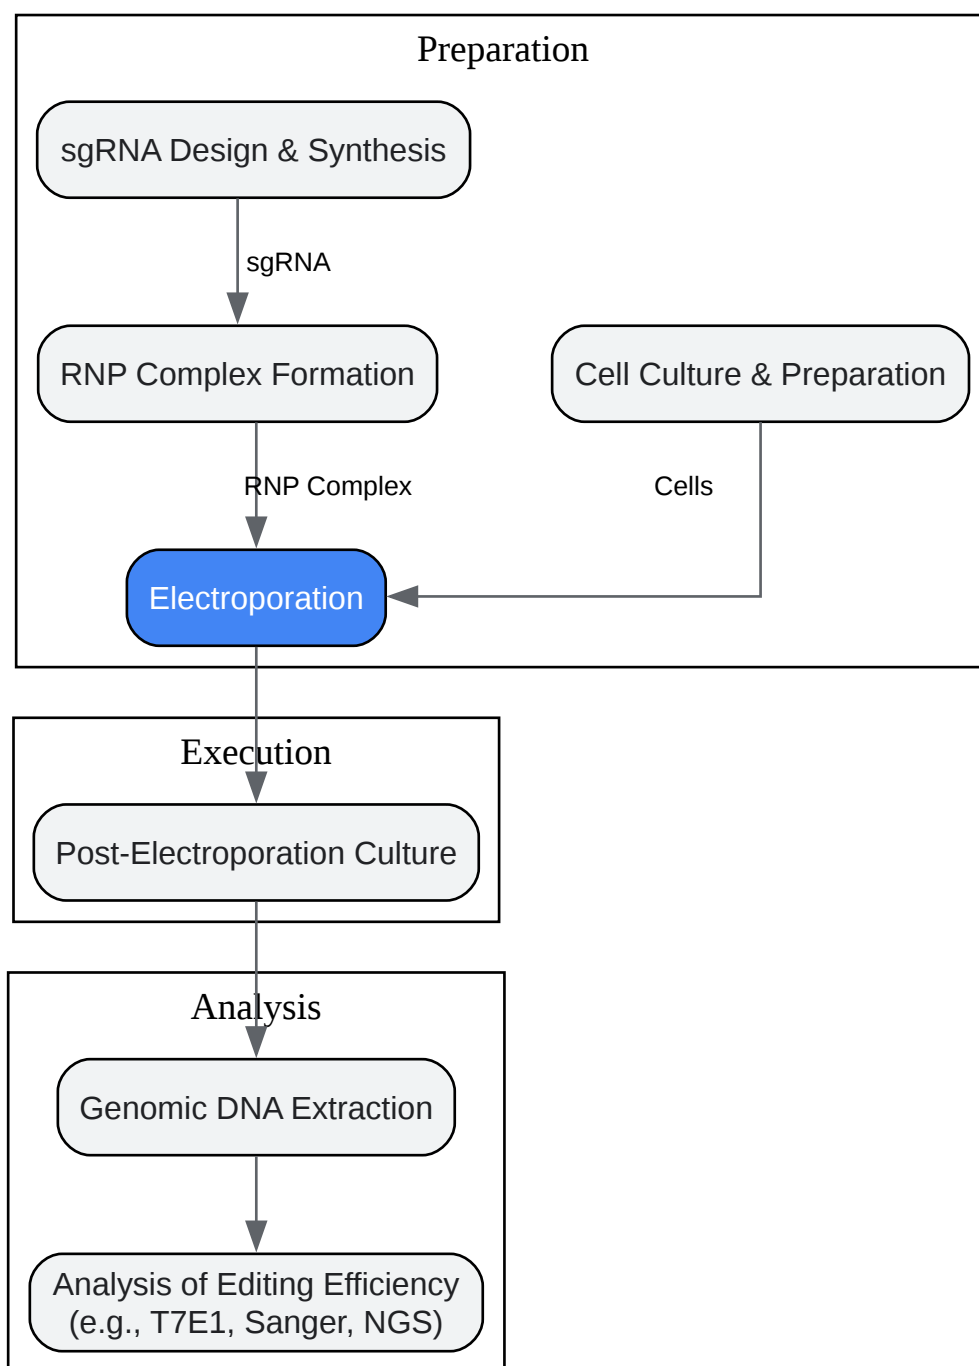 Preparation
sgRNA Design & Synthesis
sgRNA
RNP Complex Formation
Cell Culture & Preparation
RNP Complex
Cells
Electroporation
Execution
Post-Electroporation Culture
Analysis
Genomic DNA Extraction
Analysis of Editing Efficiency
(e.g., T7E1, Sanger, NGS)